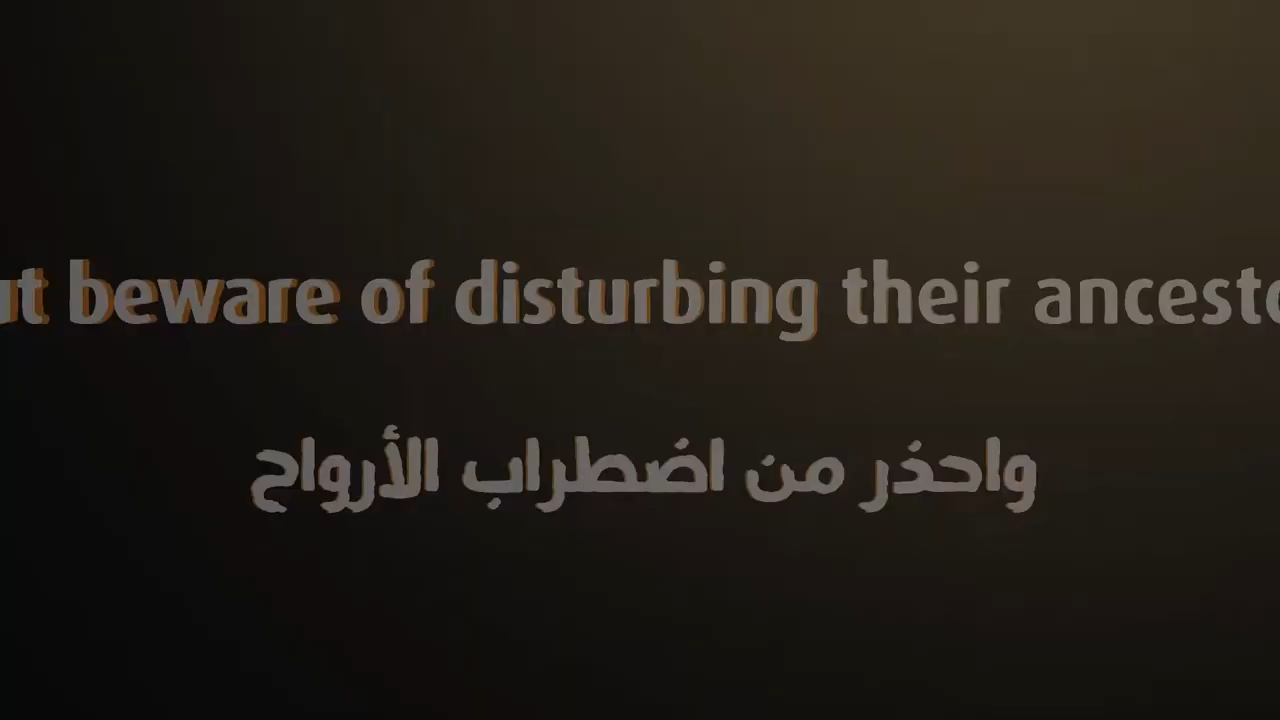 beware of disturbing their
واحذر من اضطراب الأرواح